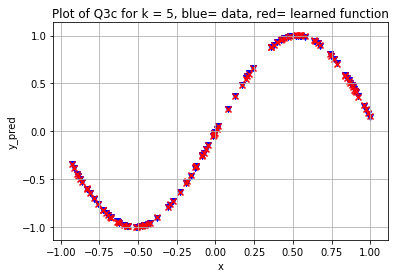 Plot of Q3c for k = 5, blue= data, red= learned function
1.0
0.5
0.0
−0.5
−1.0
y_pred
−1.00 −0.75 −0.50 −0.25 0.00 0.25 0.50 0.75 1.00
x